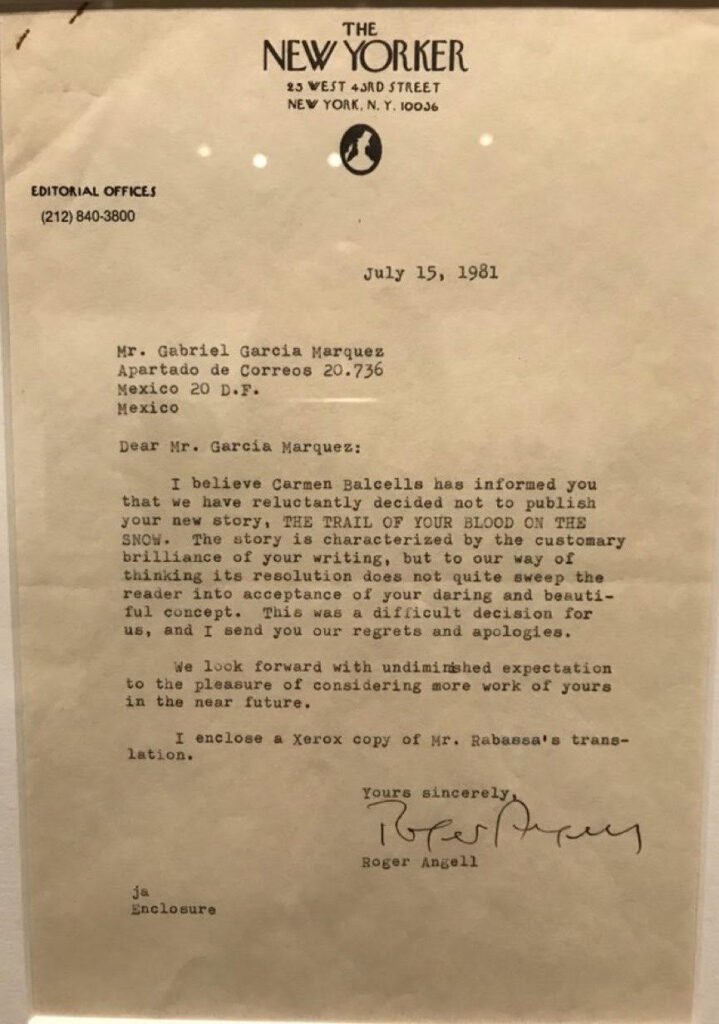 THE
NEW YORKER
25 WEST 43RD STREET
NEW YORK, N. Y. 10036
EDITORIAL OFFICES
(212) 840-3800
July 15, 1981
Mr. Gabriel Garcia Marquez
Apartado de Correos 20.736
Mexico 20 D.F.
Mexico
Dear Mr. Garcia Marquez:
I believe Carmen Balcells has informed you
that we have reluctantly decided not to publish
your new story, THE TRAIL OF YOUR BLOOD ON THE
SNOW. The story is characterized by the customary
brilliance of your writing, but to our way of
thinking its resolution does not quite sweep the
reader into acceptance of your daring and beauti-
ful concept. This was a difficult decision for
us, and I send you our regrets and apologies.
We look forward with undiminished expectation
to the pleasure of considering more work of yours
in the near future.
I enclose a Xerox copy of Mr. Rabassa's trans-
lation.
Yours sincerely,
Roger Angell
Roger Angell
ja
Enclosure